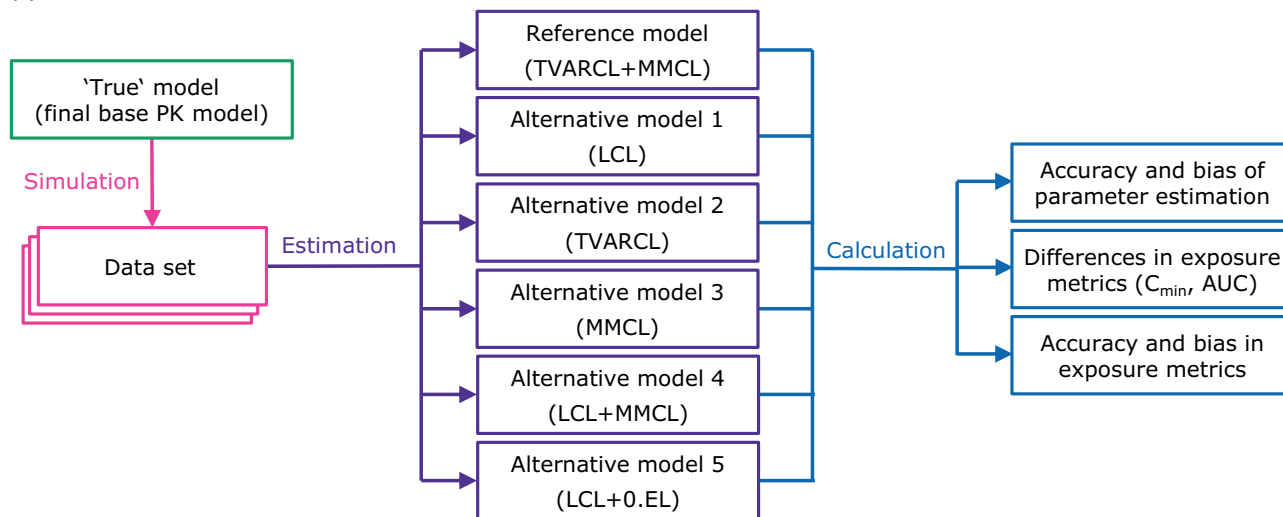 ‘True‘ model
(final base PK model)
Simulation
Data set
Estimation
Reference model
(TVARCL+MMCL)
Alternative model 1
(LCL)
Alternative model 2
(TVARCL)
Alternative model 3
(MMCL)
Alternative model 4
(LCL+MMCL)
Alternative model 5
(LCL+0.EL)
Calculation
Accuracy and bias of
parameter estimation
Differences in exposure
metrics (Cmin, AUC)
Accuracy and bias in
exposure metrics